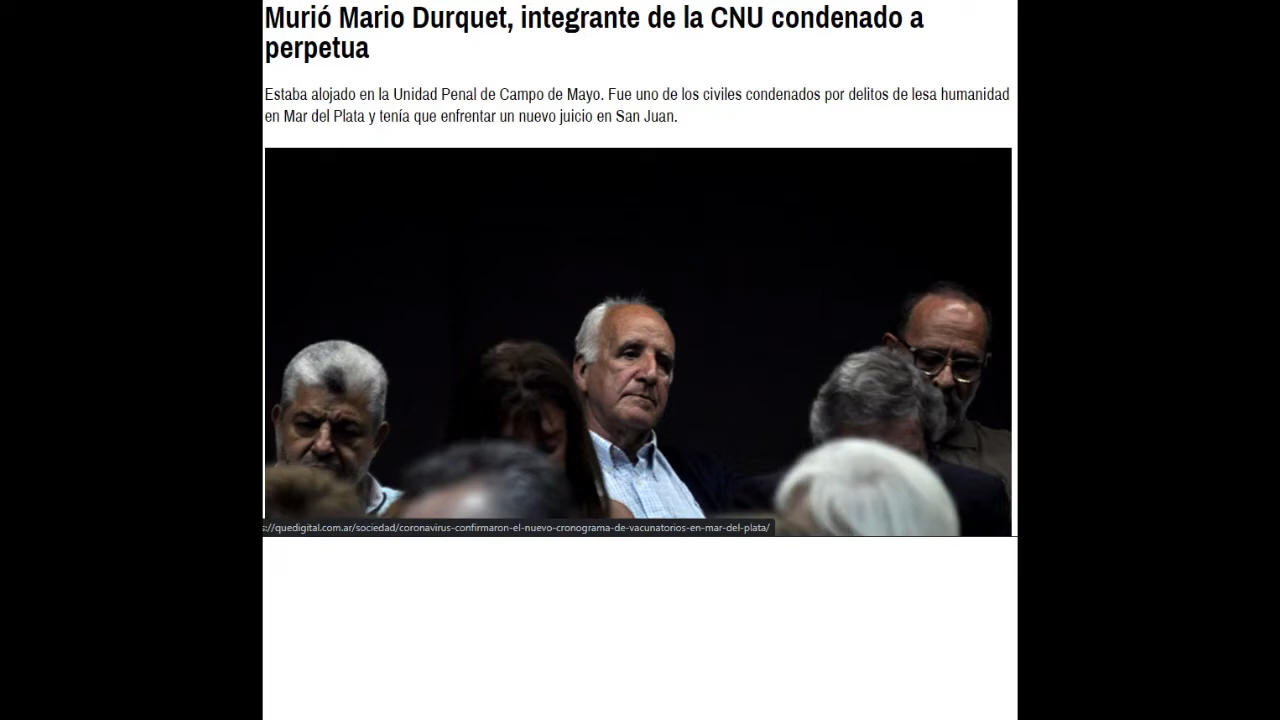 Murió Mario Durquet, integrante de la CNU condenado a
perpetua
Estaba alojado en la Unidad Penal de Campo de Mayo. Fue uno de los civiles condenados por delitos de lesa humanidad
en Mar del Plata y tenía que enfrentar un nuevo juicio en San Juan.
://quedigital.com.ar/sociedad/coronavirus-confirmaron-el-nuevo-cronograma-de-vacunatorios-en-mar-del-plata/